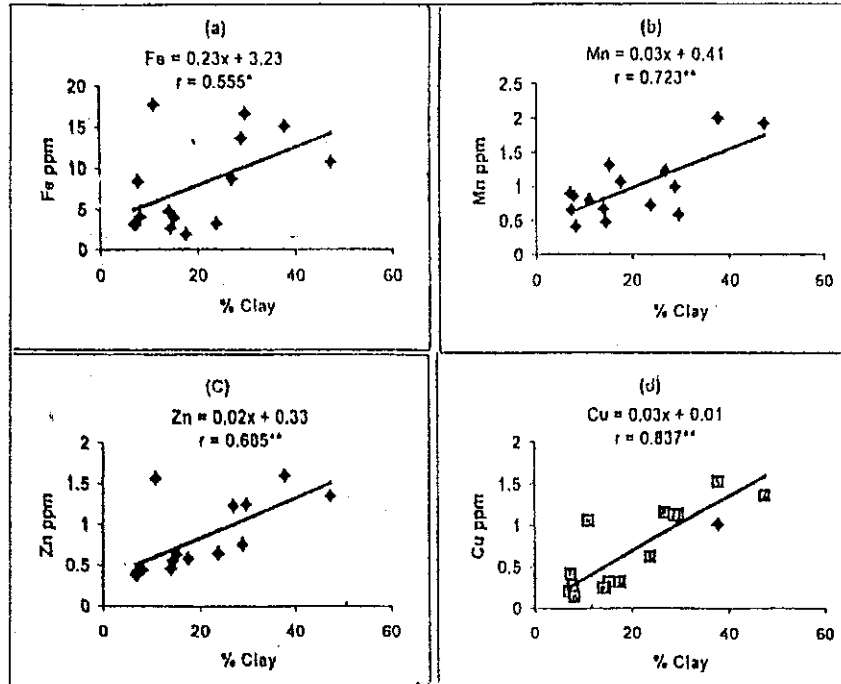 (a)
Fe = 0.23x + 3.23
r = 0.555*
20
15
10
5
0
Fe ppm
0 20 40 60
% Clay
(b)
Mn = 0.03x + 0.41
r = 0.723**
2.5
2
1.5
1
0.5
0
Mn ppm
0 20 40 60
% Clay
(C)
Zn = 0.02x + 0.33
r = 0.605**
2
1.5
1
0.5
0
Zn ppm
0 20 40 60
% Clay
(d)
Cu = 0.03x + 0.01
r = 0.837**
2
1.5
1
0.5
0
Cu ppm
0 20 40 60
% Clay